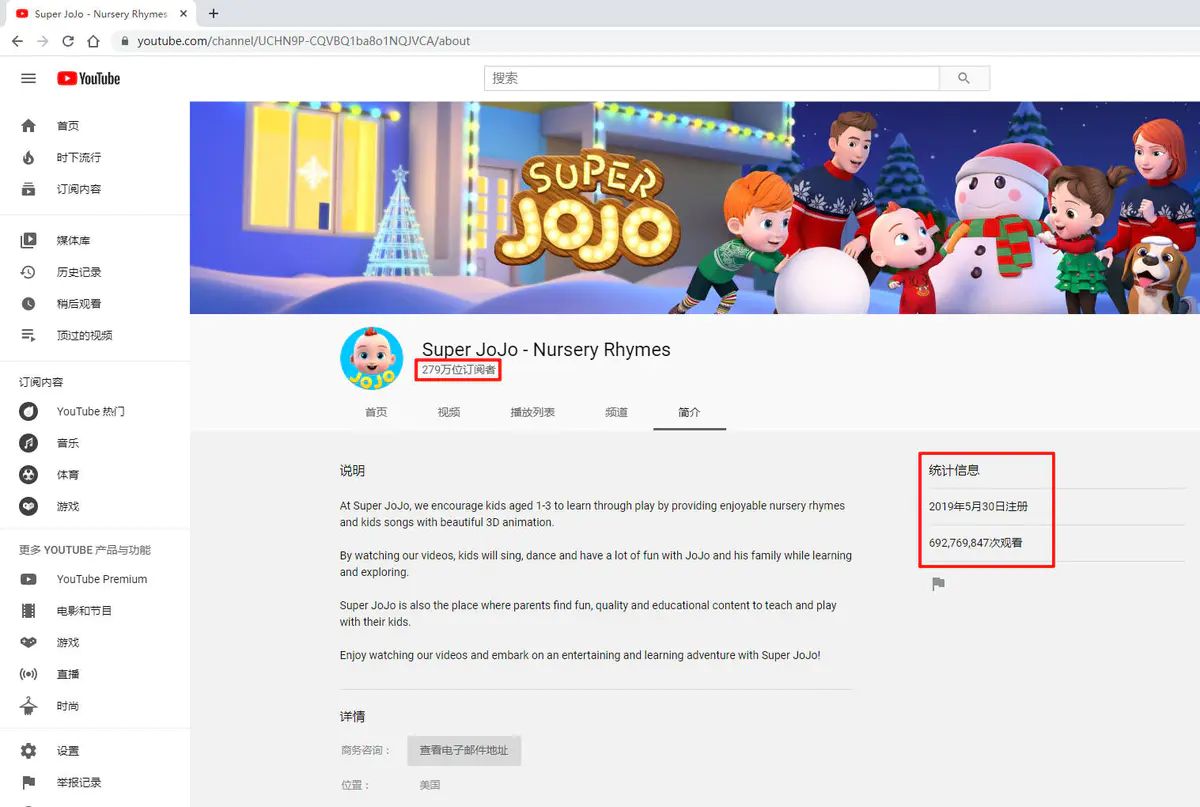 Super JoJo - Nursery Rhymes
youtube.com/channel/UCHN9P-CQVBQ1ba8o1NQJVCA/about
YouTube
搜索
首页
时下流行
订阅内容
媒体库
历史记录
稍后观看
顶过的视频
订阅内容
YouTube 热门
音乐
体育
游戏
更多 YOUTUBE 产品与功能
YouTube Premium
电影和节目
游戏
直播
时尚
设置
举报记录
SUPER
JOJO
JOJO
Super JoJo - Nursery Rhymes
279万位订阅者
首页 视频 播放列表 频道 简介
说明
At Super JoJo, we encourage kids aged 1-3 to learn through play by providing enjoyable nursery rhymes
and kids songs with beautiful 3D animation.
By watching our videos, kids will sing, dance and have a lot of fun with JoJo and his family while learning
and exploring.
Super JoJo is also the place where parents find fun, quality and educational content to teach and play
with their kids.
Enjoy watching our videos and embark on an entertaining and learning adventure with Super JoJo!
详情
商务咨询： 查看电子邮件地址
位置： 美国
统计信息
2019年5月30日注册
692,769,847次观看